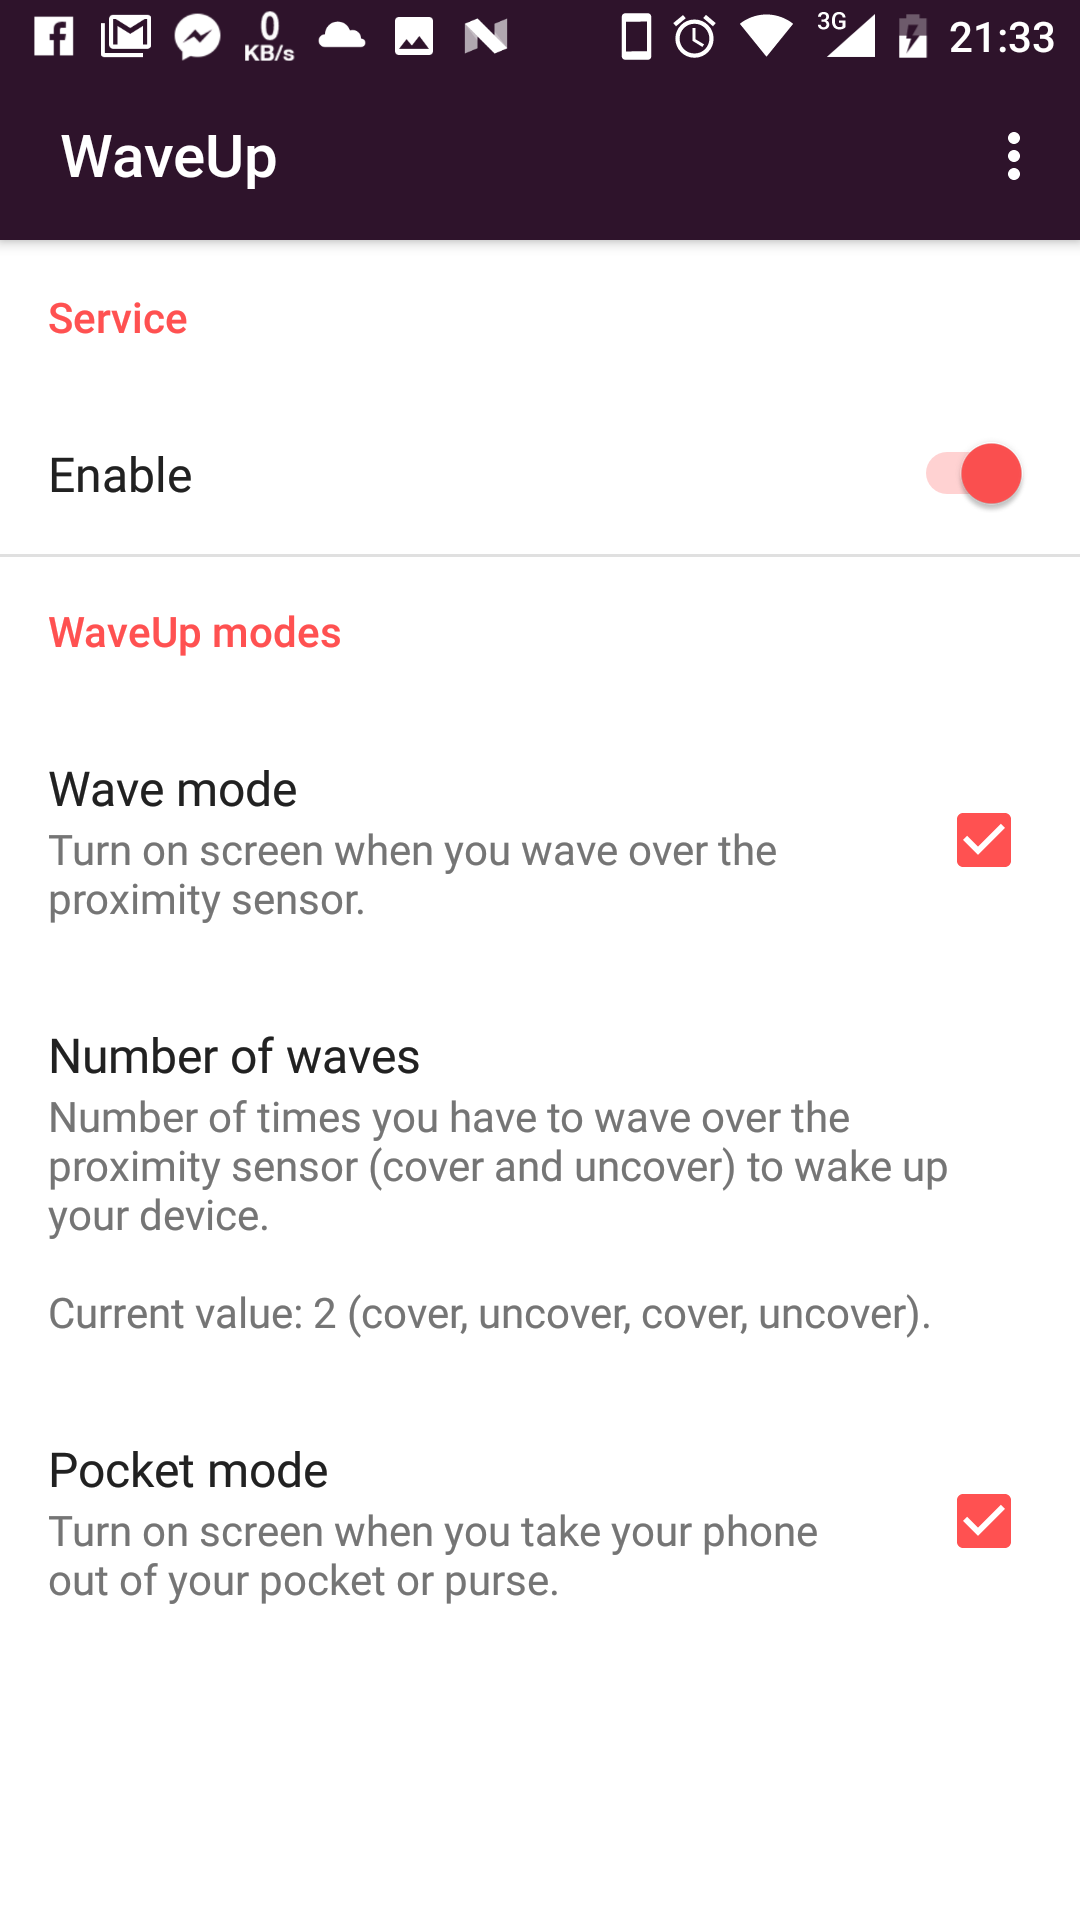 0
KB/s
3G
21:33
WaveUp
Service
Enable
WaveUp modes
Wave mode
Turn on screen when you wave over the
proximity sensor.
Number of waves
Number of times you have to wave over the
proximity sensor (cover and uncover) to wake up
your device.
Current value: 2 (cover, uncover, cover, uncover).
Pocket mode
Turn on screen when you take your phone
out of your pocket or purse.